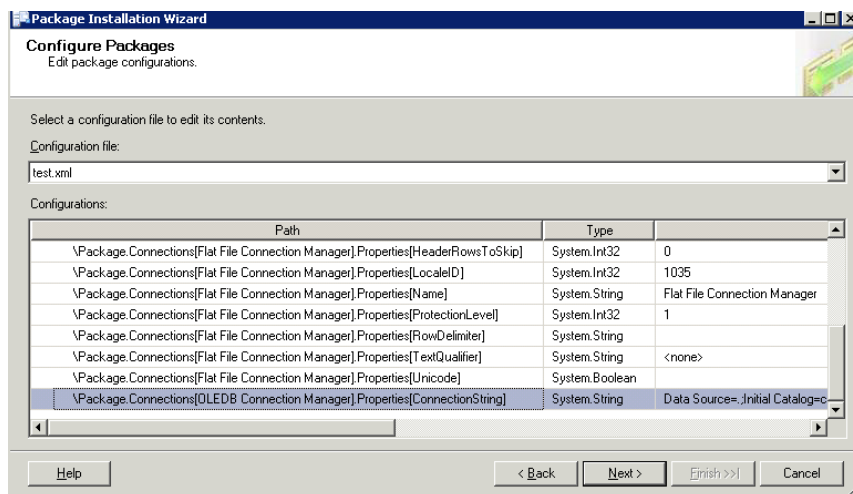 Package Installation Wizard
Configure Packages
Edit package configurations.
Select a configuration file to edit its contents.
Configuration file:
test.xml
Configurations:
Path Type
\Package.Connections[Flat File Connection Manager].Properties[HeaderRowsToSkip] System.Int32 0
\Package.Connections[Flat File Connection Manager].Properties[LocaleID] System.Int32 1035
\Package.Connections[Flat File Connection Manager].Properties[Name] System.String Flat File Connection Manager
\Package.Connections[Flat File Connection Manager].Properties[ProtectionLevel] System.Int32 1
\Package.Connections[Flat File Connection Manager].Properties[RowDelimiter] System.String
\Package.Connections[Flat File Connection Manager].Properties[TextQualifier] System.String <none>
\Package.Connections[Flat File Connection Manager].Properties[Unicode] System.Boolean
\Package.Connections[OLEDB Connection Manager].Properties[ConnectionString] System.String Data Source=.;Initial Catalog=c
Help < Back Next > Finish >>| Cancel